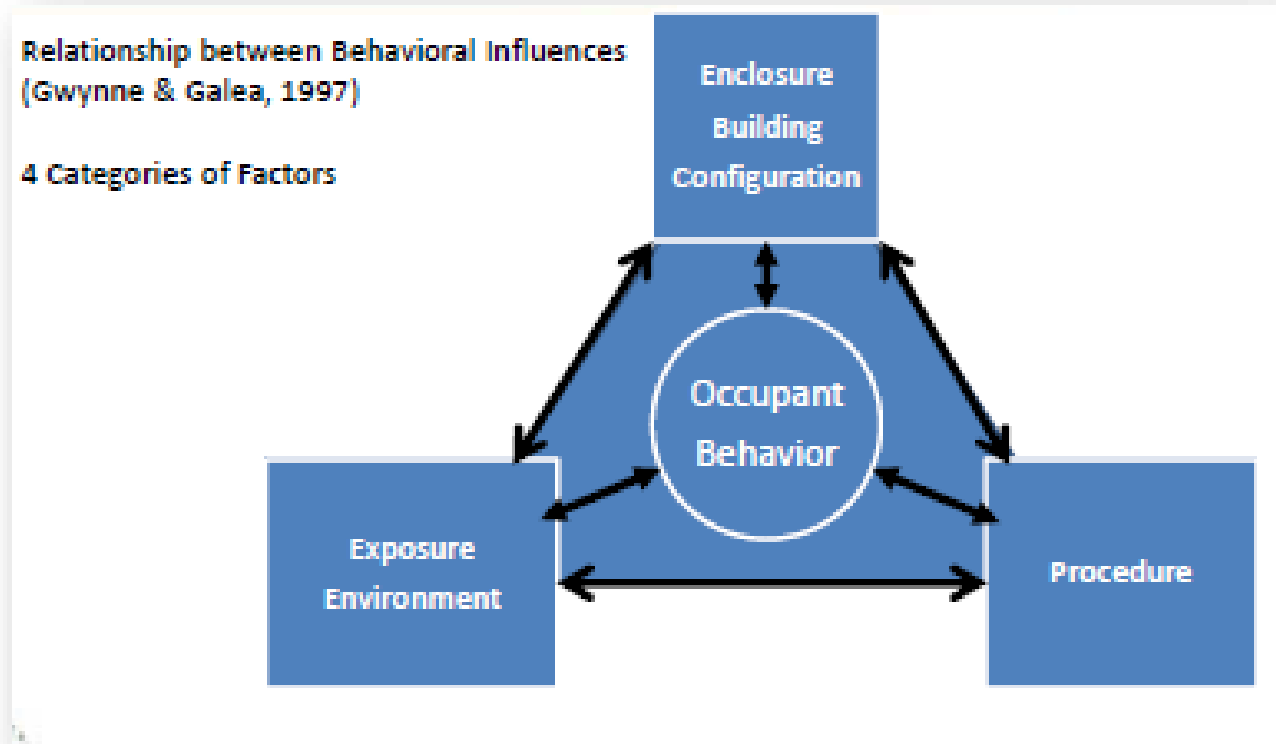 Relationship between Behavioral Influences
(Gwynne & Galea, 1997)
4 Categories of Factors
Enclosure
Building
Configuration
Occupant
Behavior
Exposure
Environment
Procedure